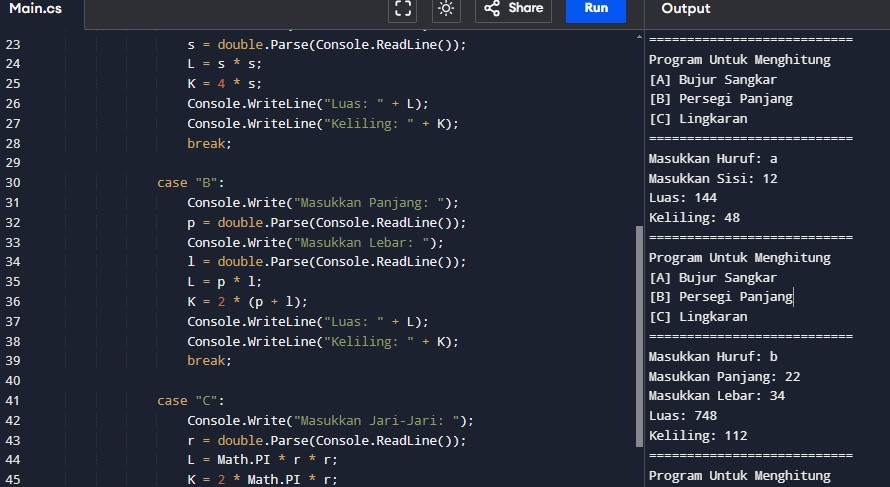 Main.cs
Share
Run
Output
23 s = double.Parse(Console.ReadLine());
24 L = s * s;
25 K = 4 * s;
26 Console.WriteLine("Luas: " + L);
27 Console.WriteLine("Keliling: " + K);
28 break;
29
30 case "B":
31 Console.Write("Masukkan Panjang: ");
32 p = double.Parse(Console.ReadLine());
33 Console.Write("Masukkan Lebar: ");
34 l = double.Parse(Console.ReadLine());
35 L = p * l;
36 K = 2 * (p + l);
37 Console.WriteLine("Luas: " + L);
38 Console.WriteLine("Keliling: " + K);
39 break;
40
41 case "C":
42 Console.Write("Masukkan Jari-Jari: ");
43 r = double.Parse(Console.ReadLine());
44 L = Math.PI * r * r;
45 K = 2 * Math.PI * r;
===========================
Program Untuk Menghitung
[A] Bujur Sangkar
[B] Persegi Panjang
[C] Lingkaran
===========================
Masukkan Huruf: a
Masukkan Sisi: 12
Luas: 144
Keliling: 48
===========================
Program Untuk Menghitung
[A] Bujur Sangkar
[B] Persegi Panjang
[C] Lingkaran
===========================
Masukkan Huruf: b
Masukkan Panjang: 22
Masukkan Lebar: 34
Luas: 748
Keliling: 112
===========================
Program Untuk Menghitung